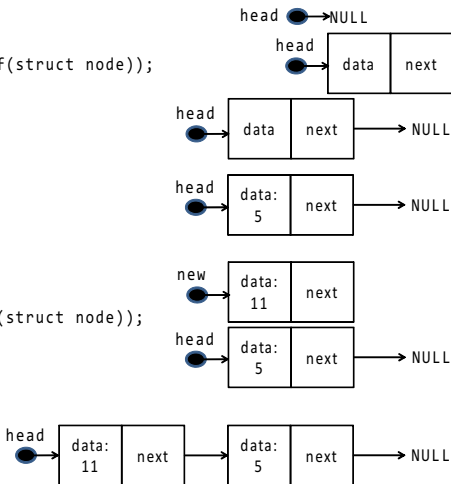 head NULL
head
f(struct node));
data next
head
data next NULL
head
data: 5 next NULL
new
data: 11 next
(struct node));
head
data: 5 next NULL
head
data: 11 next data: 5 next NULL